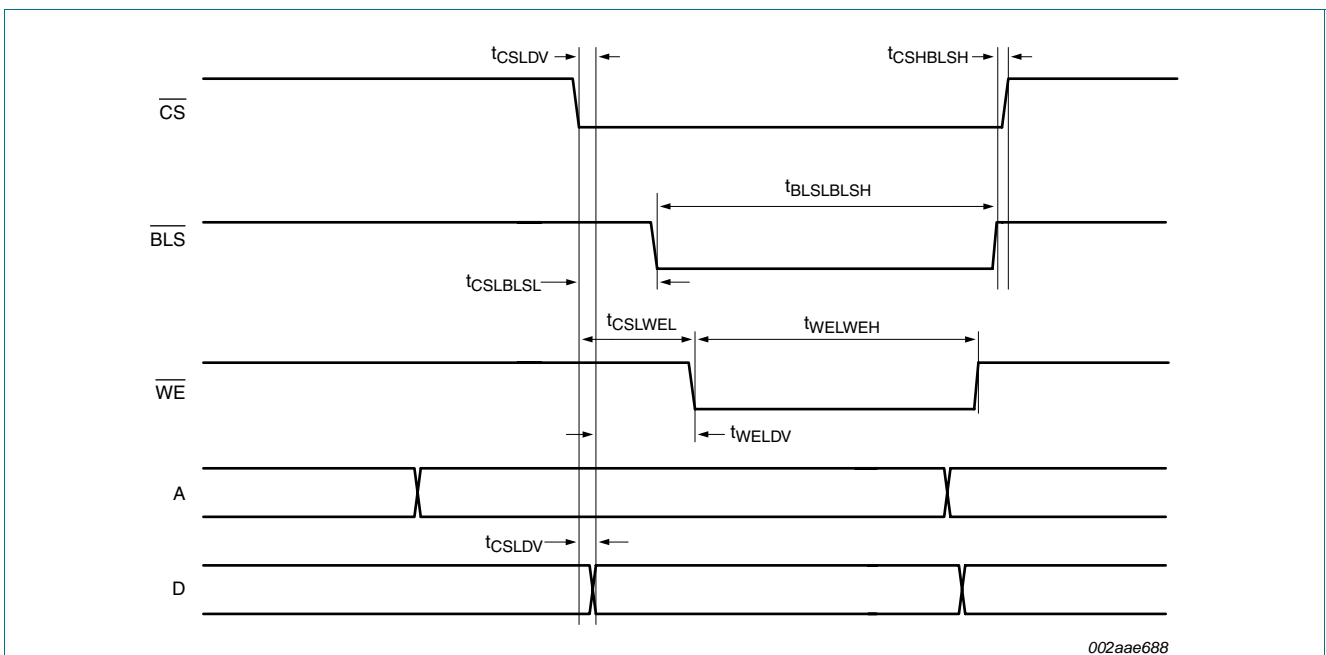 tCSLDV
tCSHBLSH
CS
tBLSLBLSH
BLS
tCSLBLSL
tCSLWEL
tWELWEH
WE
tWELDV
A
tCSLDV
D
002aae688